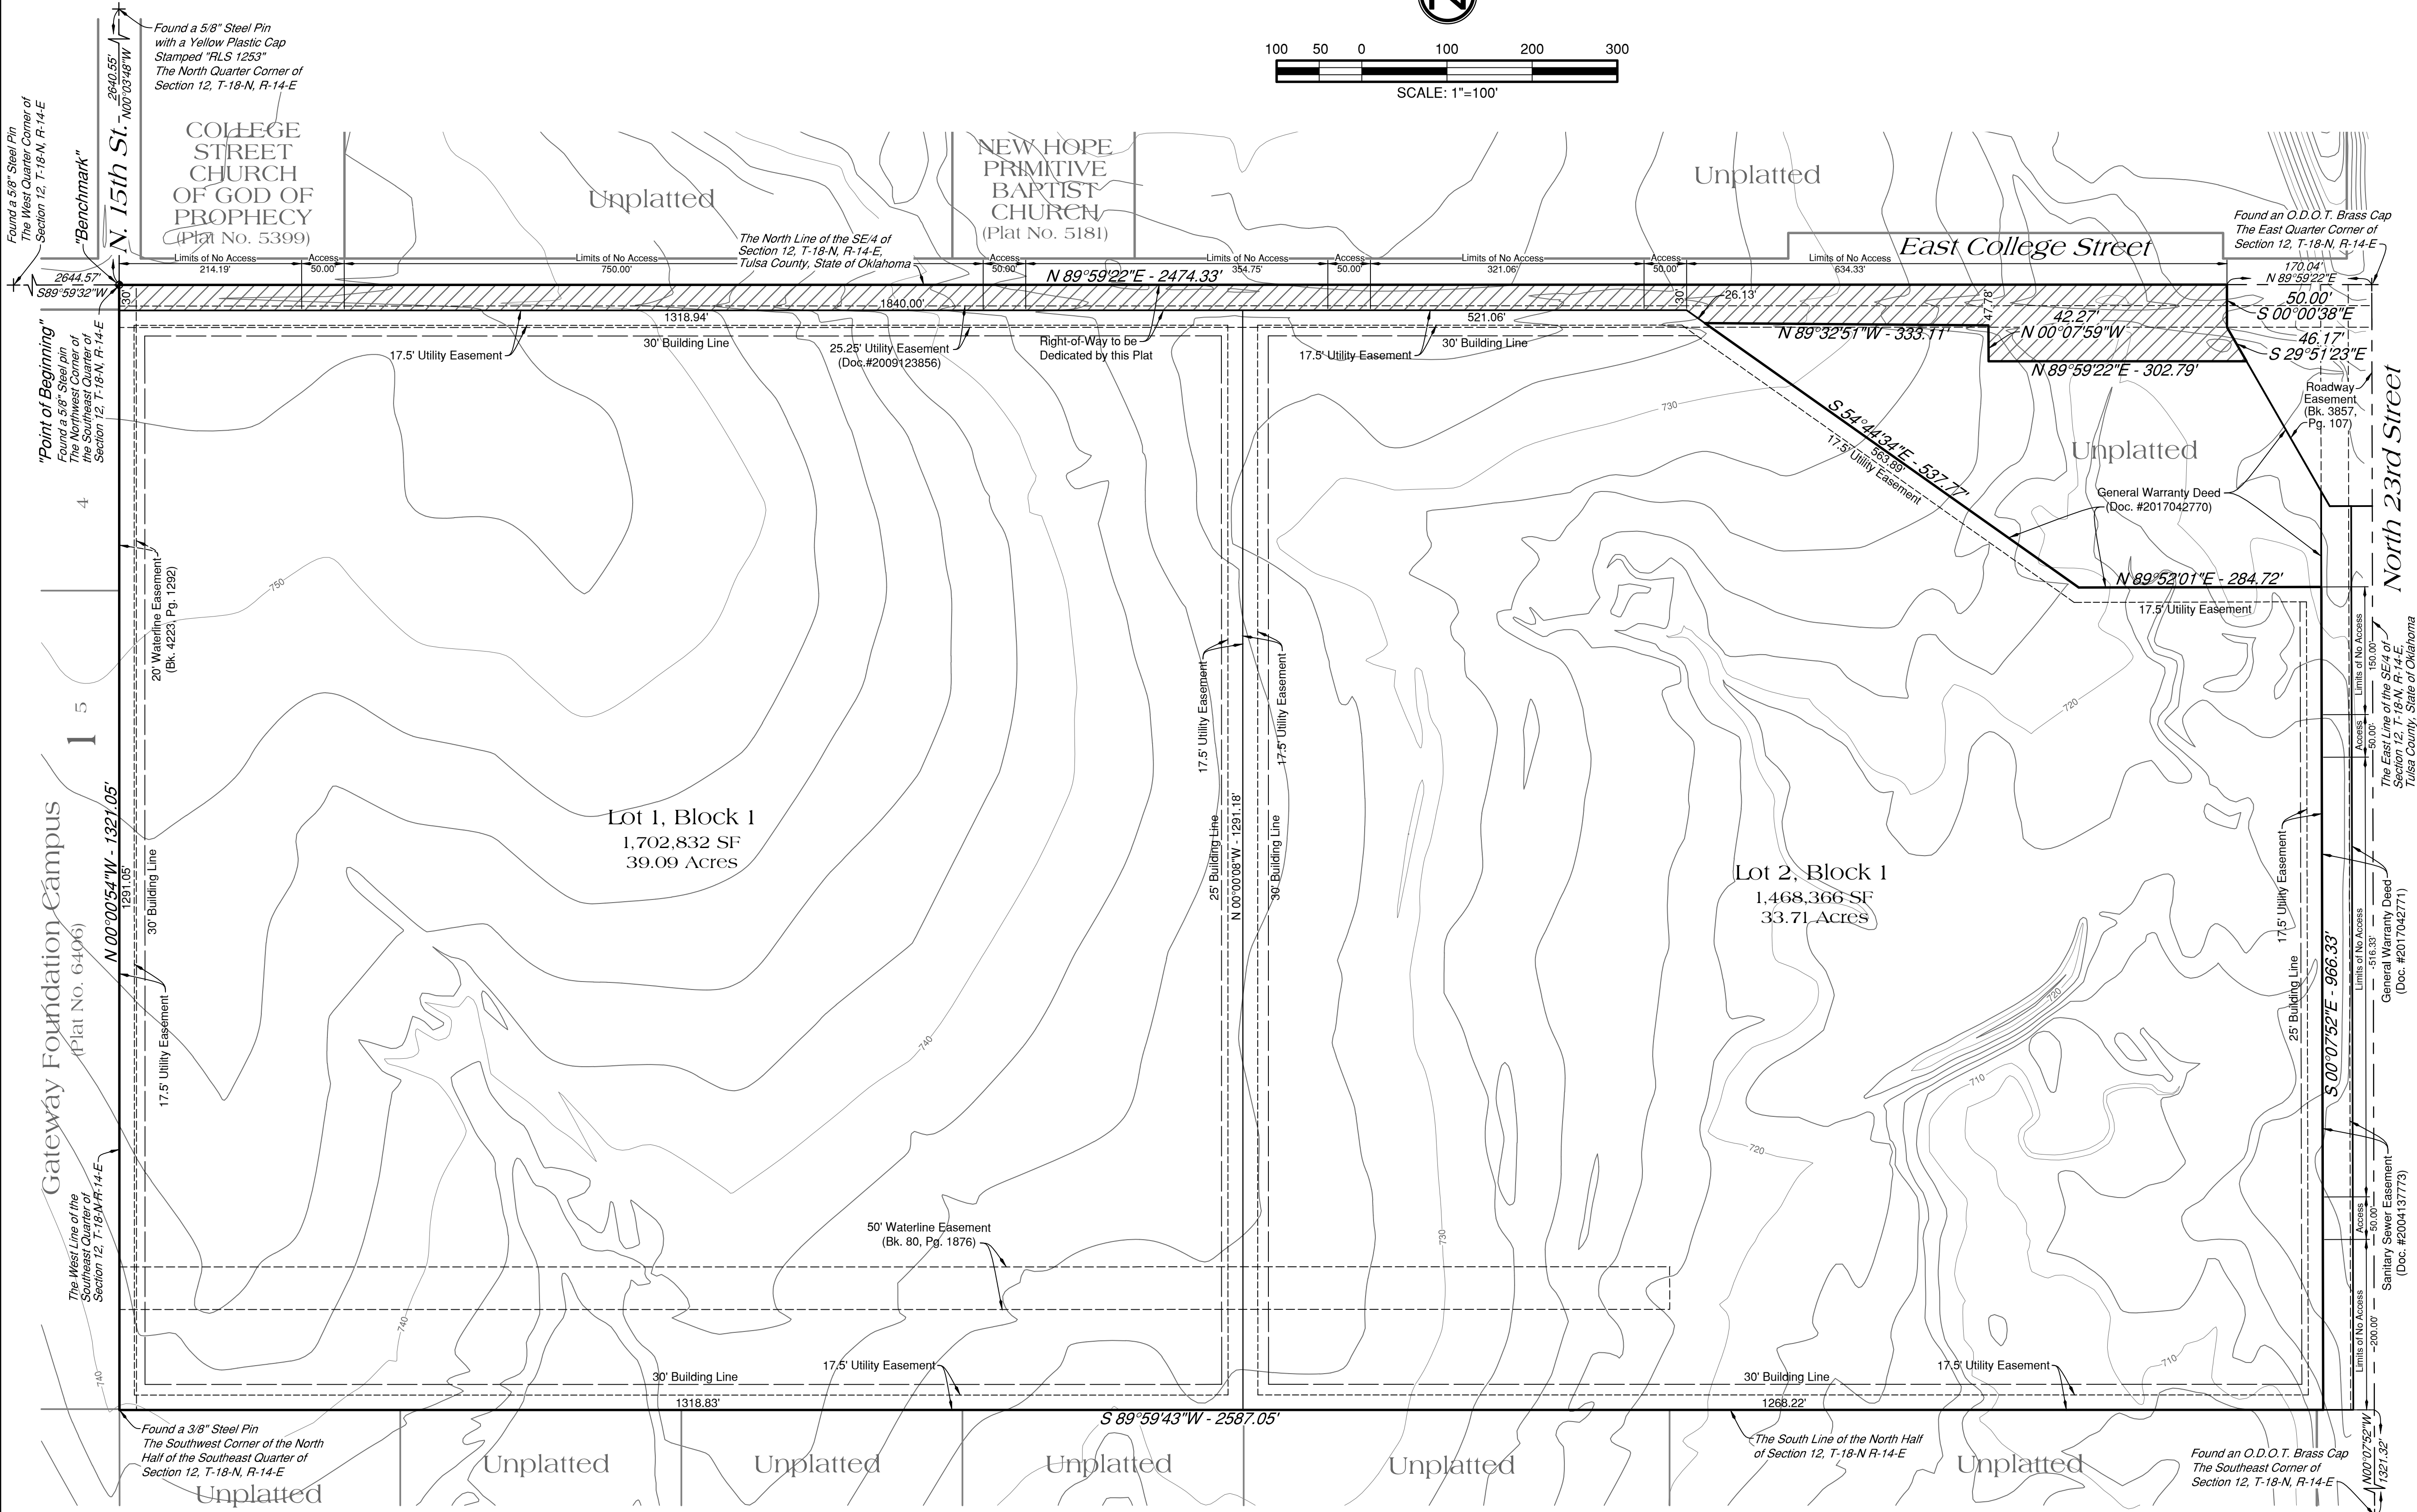 Found a 5/8" Steel Pin
with a Yellow Plastic Cap
Stamped "RLS 1253"
The North Quarter Corner of
Section 12, T-18-N, R-14-E
2640.55'
N00°03'48"W
N. 15th St.
"Benchmark"
Found a 5/8" Steel Pin
The West Quarter Corner of
Section 12, T-18-N, R-14-E
2644.57'
S89°59'32"W
100 50 0 100 200 300
SCALE: 1"=100'
COLLEGE
STREET
CHURCH
OF GOD OF
PROPHECY
(Plat No. 5399)
Unplatted
NEW HOPE
PRIMITIVE
BAPTIST
CHURCH
(Plat No. 5181)
Unplatted
East College Street
Found an O.D.O.T. Brass Cap
The East Quarter Corner of
Section 12, T-18-N, R-14-E
The North Line of the SE/4 of
Section 12, T-18-N, R-14-E,
Tulsa County, State of Oklahoma
Limits of No Access
214.19'
Access
50.00'
Limits of No Access
750.00'
Access
50.00'
Limits of No Access
354.75'
Access
50.00'
Limits of No Access
321.06'
Access
50.00'
Limits of No Access
634.33'
170.04'
N 89°59'22"E
N 89°59'22"E - 2474.33'
30'
1840.00'
30'
26.13'
47.78'
42.27'
N 00°07'59"W
50.00'
S 00°00'38"E
46.17'
S 29°51'23"E
1318.94'
521.06'
N 89°32'51"W - 333.11'
N 89°59'22"E - 302.79'
17.5' Utility Easement
30' Building Line
25.25' Utility Easement
(Doc.#2009123856)
Right-of-Way to be
Dedicated by this Plat
17.5' Utility Easement
30' Building Line
Roadway
Easement
(Bk. 3857,
Pg. 107)
North 23rd Street
"Point of Beginning"
Found a 5/8" Steel pin
The Northwest Corner of
the Southeast Quarter of
Section 12, T-18-N, R-14-E
730
S 54°44'34"E - 537.77'
563.89'
17.5' Utility Easement
Unplatted
General Warranty Deed
(Doc. #2017042770)
N 89°52'01"E - 284.72'
17.5' Utility Easement
4
5
1
750
20' Waterline Easement
(Bk. 4223, Pg. 1292)
17.5' Utility Easement
17.5' Utility Easement
720
Limits of No Access
150.00'
Access
50.00'
The East Line of the SE/4 of
Section 12, T-18-N, R-14-E,
Tulsa County, State of Oklahoma
Gateway Foundation Campus
(Plat No. 6406)
N 00°00'54"W - 1321.05'
1291.05'
30' Building Line
Lot 1, Block 1
1,702,832 SF
39.09 Acres
25' Building Line
N 00°00'08"W - 1291.18'
30' Building Line
Lot 2, Block 1
1,468,366 SF
33.71 Acres
17.5' Utility Easement
25' Building Line
S 00°07'52"E - 966.33'
Limits of No Access
516.33'
General Warranty Deed
(Doc. #2017042771)
17.5' Utility Easement
740
720
710
720
The West Line of the
Southeast Quarter of
Section 12, T-18-N R-14-E
50' Waterline Easement
(Bk. 80, Pg. 1876)
730
Access
50.00'
Sanitary Sewer Easement
(Doc. #2004137773)
740
740
Limits of No Access
200.00'
17.5' Utility Easement
30' Building Line
1318.83'
17.5' Utility Easement
710
30' Building Line
1268.22'
S 89°59'43"W - 2587.05'
Found a 3/8" Steel Pin
The Southwest Corner of the North
Half of the Southeast Quarter of
Section 12, T-18-N, R-14-E
Unplatted
Unplatted
Unplatted
Unplatted
Unplatted
The South Line of the North Half
of Section 12, T-18-N R-14-E
Unplatted
Found an O.D.O.T. Brass Cap
The Southeast Corner of
Section 12, T-18-N, R-14-E
N00°07'52"W
1321.32'